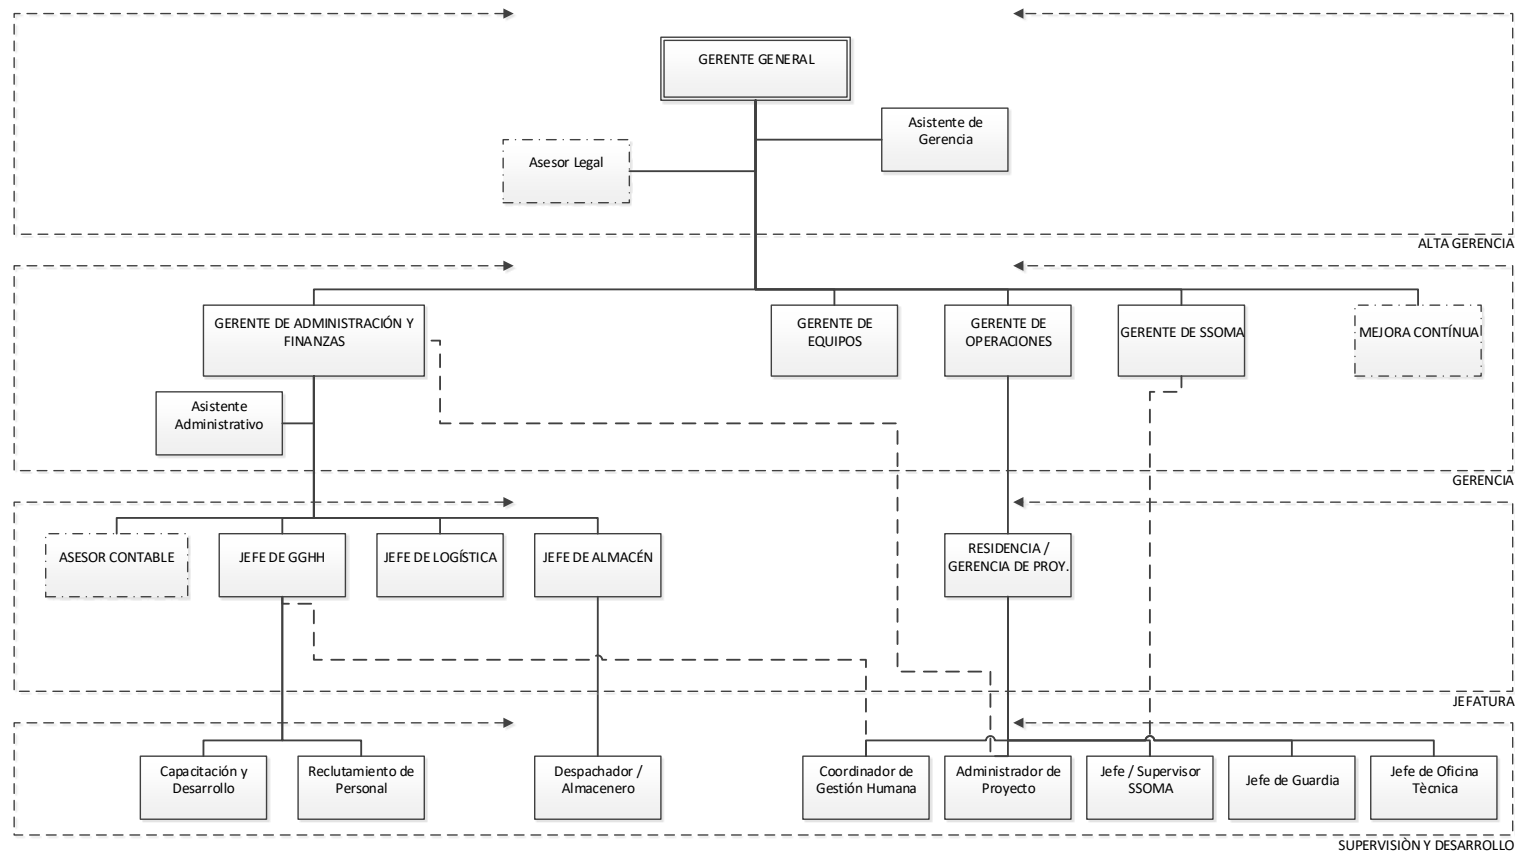 GERENTE GENERAL
Asistente de
Gerencia
Asesor Legal
ALTA GERENCIA
GERENTE DE ADMINISTRACIÓN Y
FINANZAS
GERENTE DE
EQUIPOS
GERENTE DE
OPERACIONES
GERENTE DE SSOMA
MEJORA CONTÍNUA
Asistente
Administrativo
GERENCIA
ASESOR CONTABLE
JEFE DE GGHH
JEFE DE LOGÍSTICA
JEFE DE ALMACÉN
RESIDENCIA /
GERENCIA DE PROY.
JEFATURA
Capacitación y
Desarrollo
Reclutamiento de
Personal
Despachador /
Almacenero
Coordinador de
Gestión Humana
Administrador de
Proyecto
Jefe / Supervisor
SSOMA
Jefe de Guardia
Jefe de Oficina
Tècnica
SUPERVISIÒN Y DESARROLLO